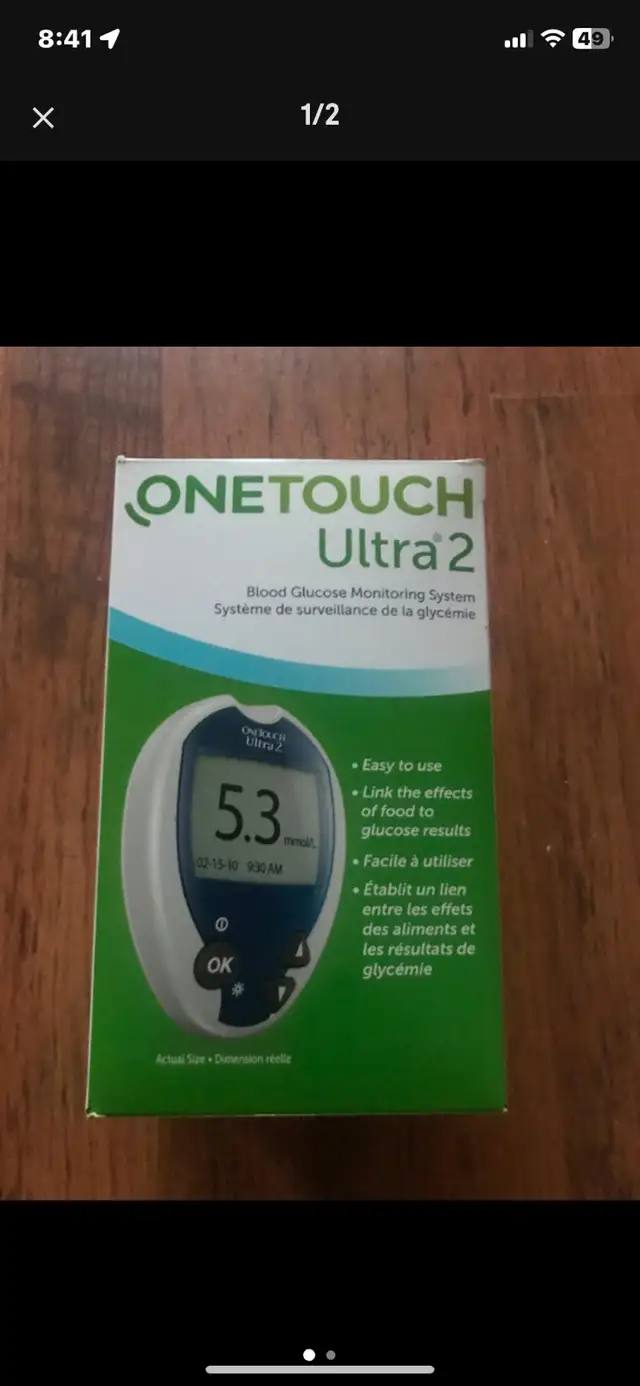 8:41
49
1/2
ONETOUCH
Ultra® 2
Blood Glucose Monitoring System
Système de surveillance de la glycémie
ONETOUCH
Ultra 2
5.3 mmol/L
02-15-10 9:30 AM
OK
• Easy to use
• Link the effects
of food to
glucose results
• Facile à utiliser
• Établit un lien
entre les effets
des aliments et
les résultats de
glycémie
Actual Size • Dimension réelle